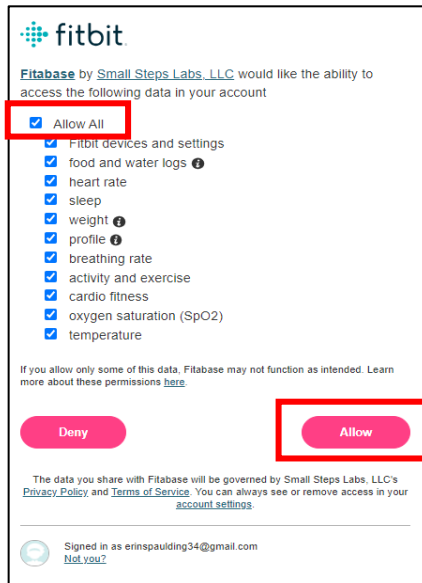 fitbit
Fitabase by Small Steps Labs, LLC would like the ability to
access the following data in your account
Allow All
Fitbit devices and settings
food and water logs
heart rate
sleep
weight
profile
breathing rate
activity and exercise
cardio fitness
oxygen saturation (SpO2)
temperature
If you allow only some of this data, Fitabase may not function as intended. Learn
more about these permissions here.
Deny
Allow
The data you share with Fitabase will be governed by Small Steps Labs, LLC's
Privacy Policy and Terms of Service. You can always see or remove access in your
account settings.
Signed in as erinspaulding34@gmail.com
Not you?